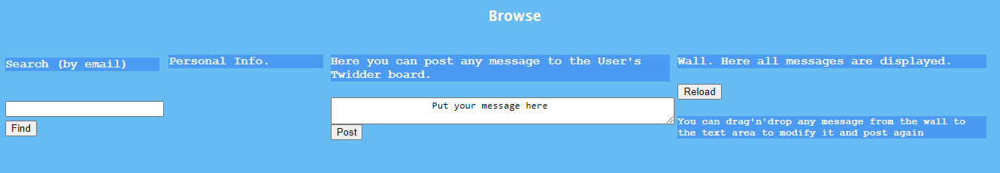 Browse
Search (by email)
Find
Personal Info.
Here you can post any message to the User's
Twidder board.
Put your message here
Post
Wall. Here all messages are displayed.
Reload
You can drag'n'drop any message from the wall to
the text area to modify it and post again